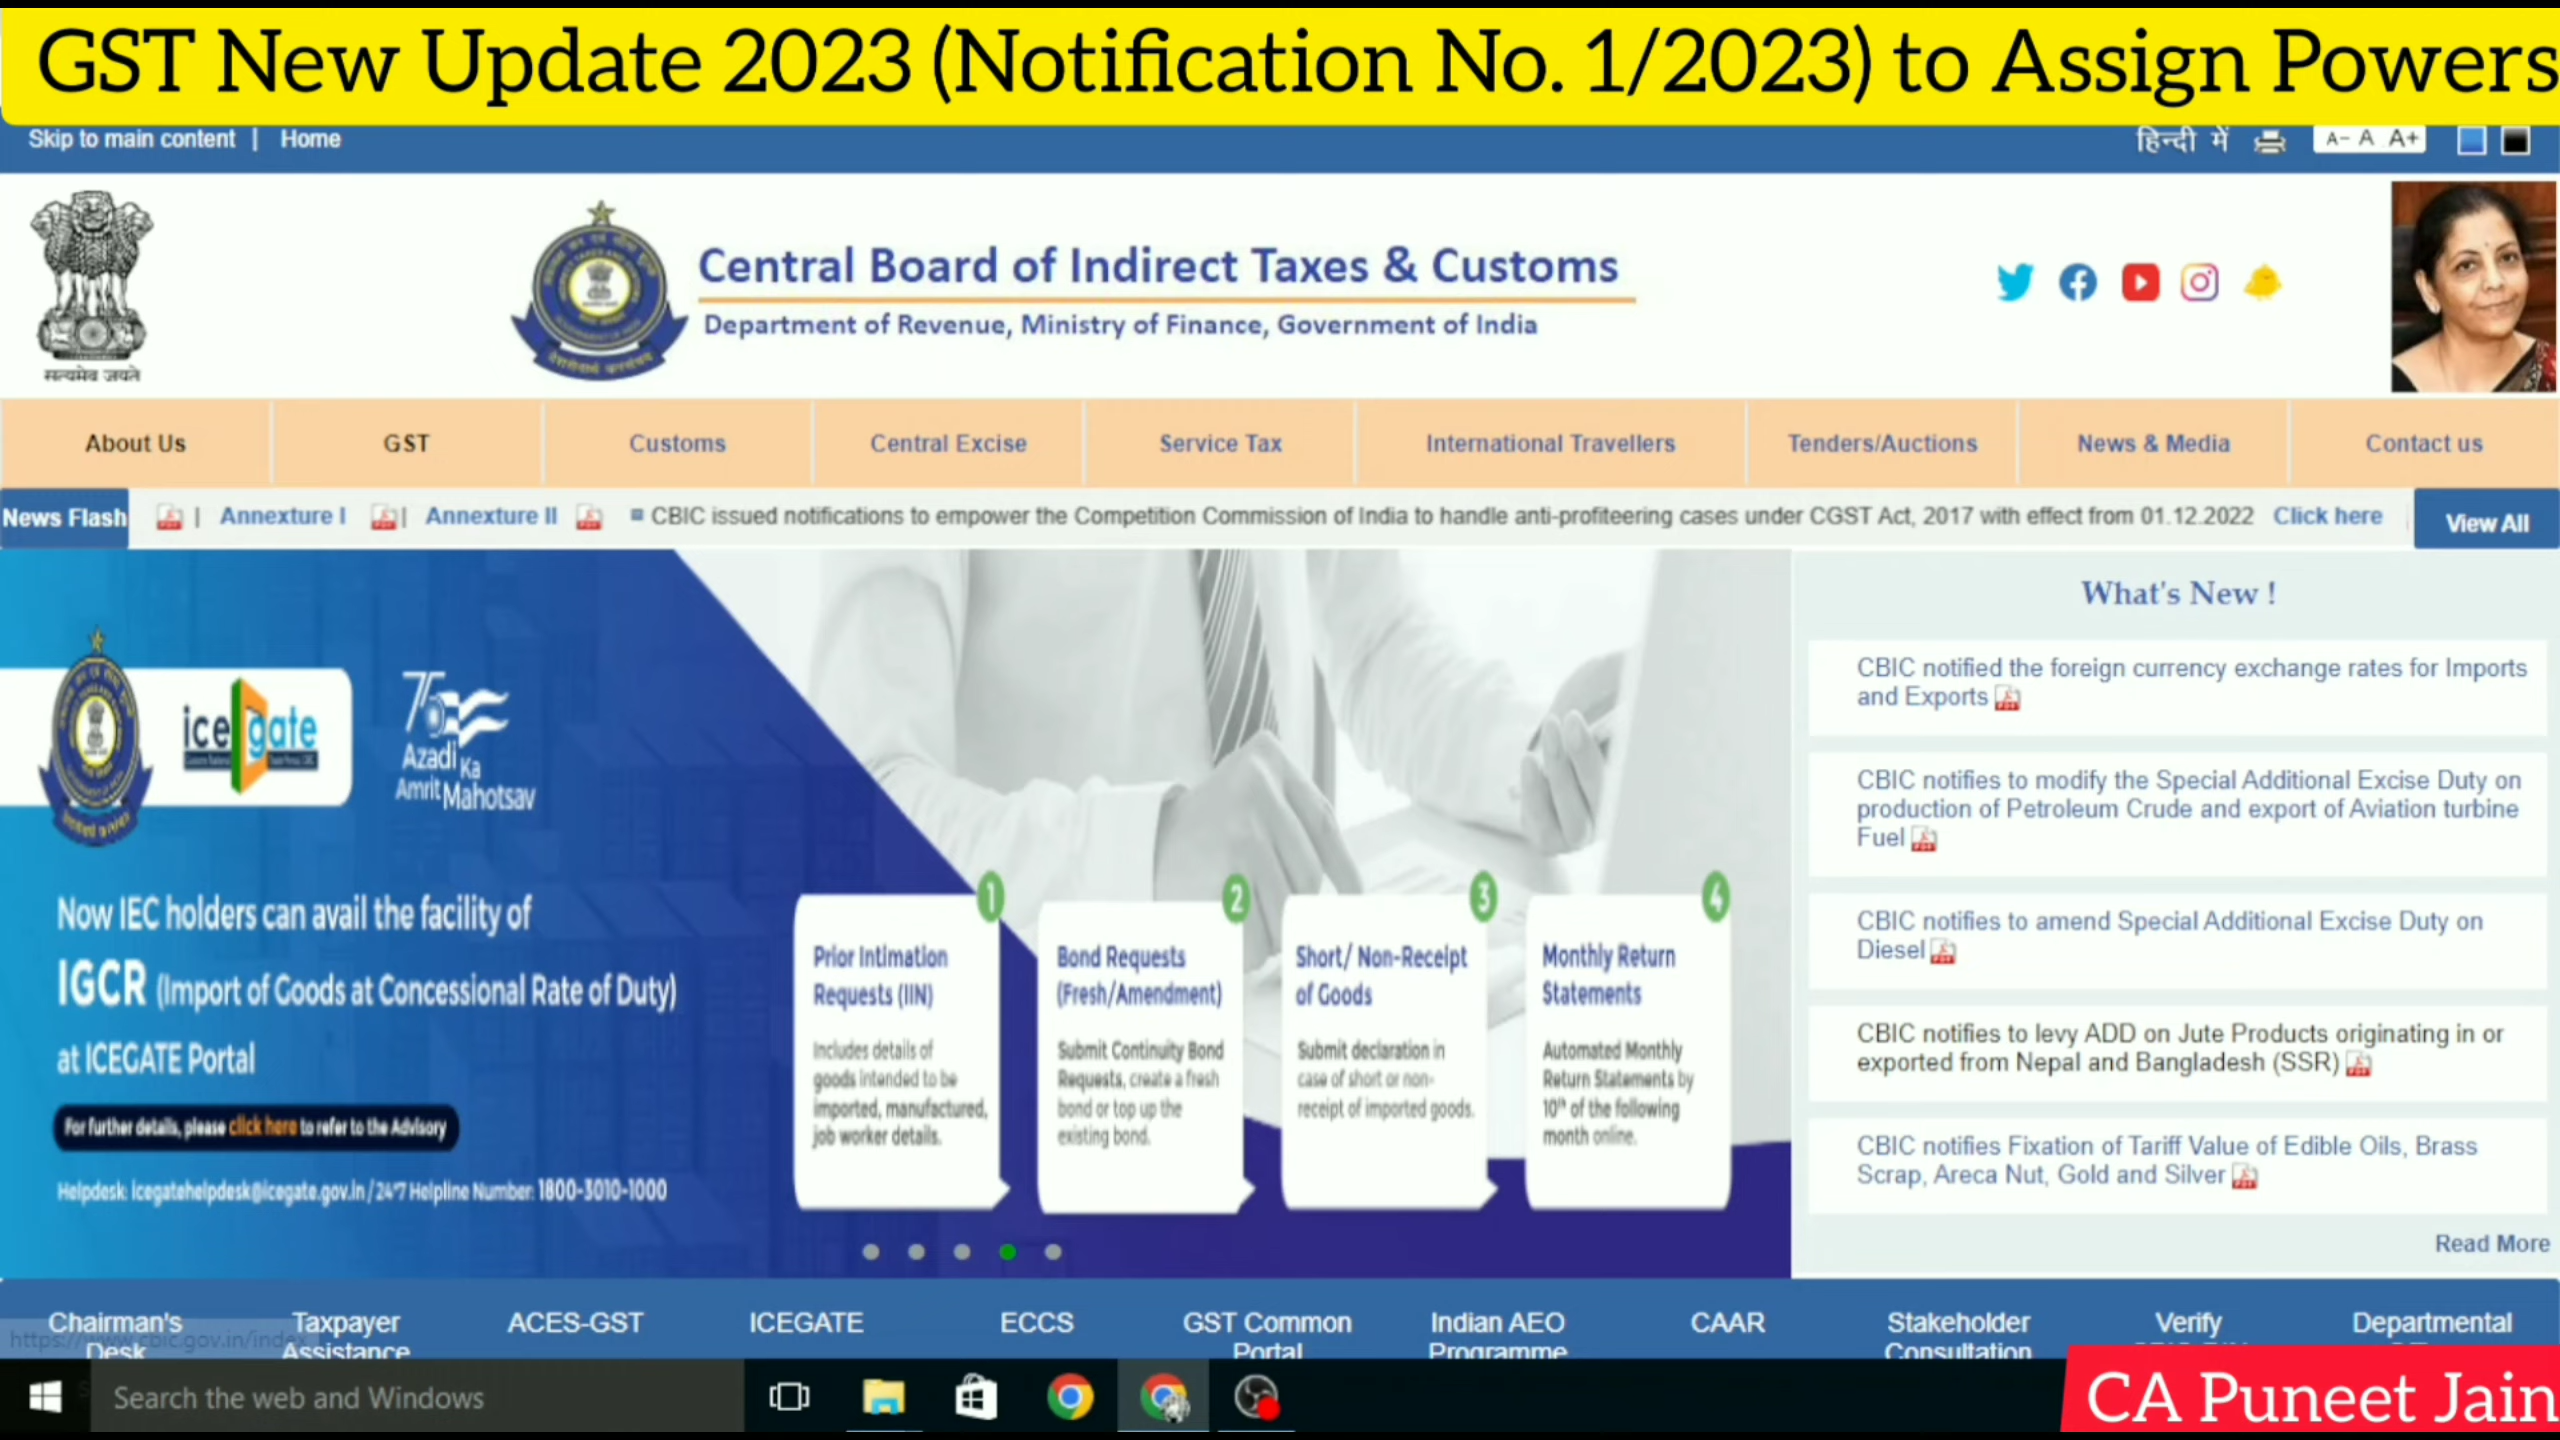 GST New Update 2023 (Notification No. 1/2023) to Assign Powers
Skip to main content | Home
हिन्दी में A- A A+
सत्यमेव जयते
Central Board of Indirect Taxes & Customs
Department of Revenue, Ministry of Finance, Government of India
About Us GST Customs Central Excise Service Tax International Travellers Tenders/Auctions News & Media Contact us
News Flash | Annexture I | Annexture II CBIC issued notifications to empower the Competition Commission of India to handle anti-profiteering cases under CGST Act, 2017 with effect from 01.12.2022 Click here View All
icegate
75
Azadi Ka
Amrit Mahotsav
Now IEC holders can avail the facility of
IGCR (Import of Goods at Concessional Rate of Duty)
at ICEGATE Portal
For further details, please click here to refer to the Advisory
Helpdesk: icegatehelpdesk@icegate.gov.in / 24*7 Helpline Number: 1800-3010-1000
1
Prior Intimation
Requests (IIN)
Includes details of
goods intended to be
imported, manufactured,
job worker details.
2
Bond Requests
(Fresh/Amendment)
Submit Continuity Bond
Requests, create a fresh
bond or top up the
existing bond.
3
Short/ Non-Receipt
of Goods
Submit declaration in
case of short or non-
receipt of imported goods.
4
Monthly Return
Statements
Automated Monthly
Return Statements by
10th of the following
month online.
What's New !
CBIC notified the foreign currency exchange rates for Imports
and Exports
CBIC notifies to modify the Special Additional Excise Duty on
production of Petroleum Crude and export of Aviation turbine
Fuel
CBIC notifies to amend Special Additional Excise Duty on
Diesel
CBIC notifies to levy ADD on Jute Products originating in or
exported from Nepal and Bangladesh (SSR)
CBIC notifies Fixation of Tariff Value of Edible Oils, Brass
Scrap, Areca Nut, Gold and Silver
Read More
Chairman's Taxpayer ACES-GST ICEGATE ECCS GST Common Indian AEO CAAR Stakeholder Verify Departmental
Desk Assistance Portal Programme Consultation
https://www.cbic.gov.in/index
Search the web and Windows
CA Puneet Jain